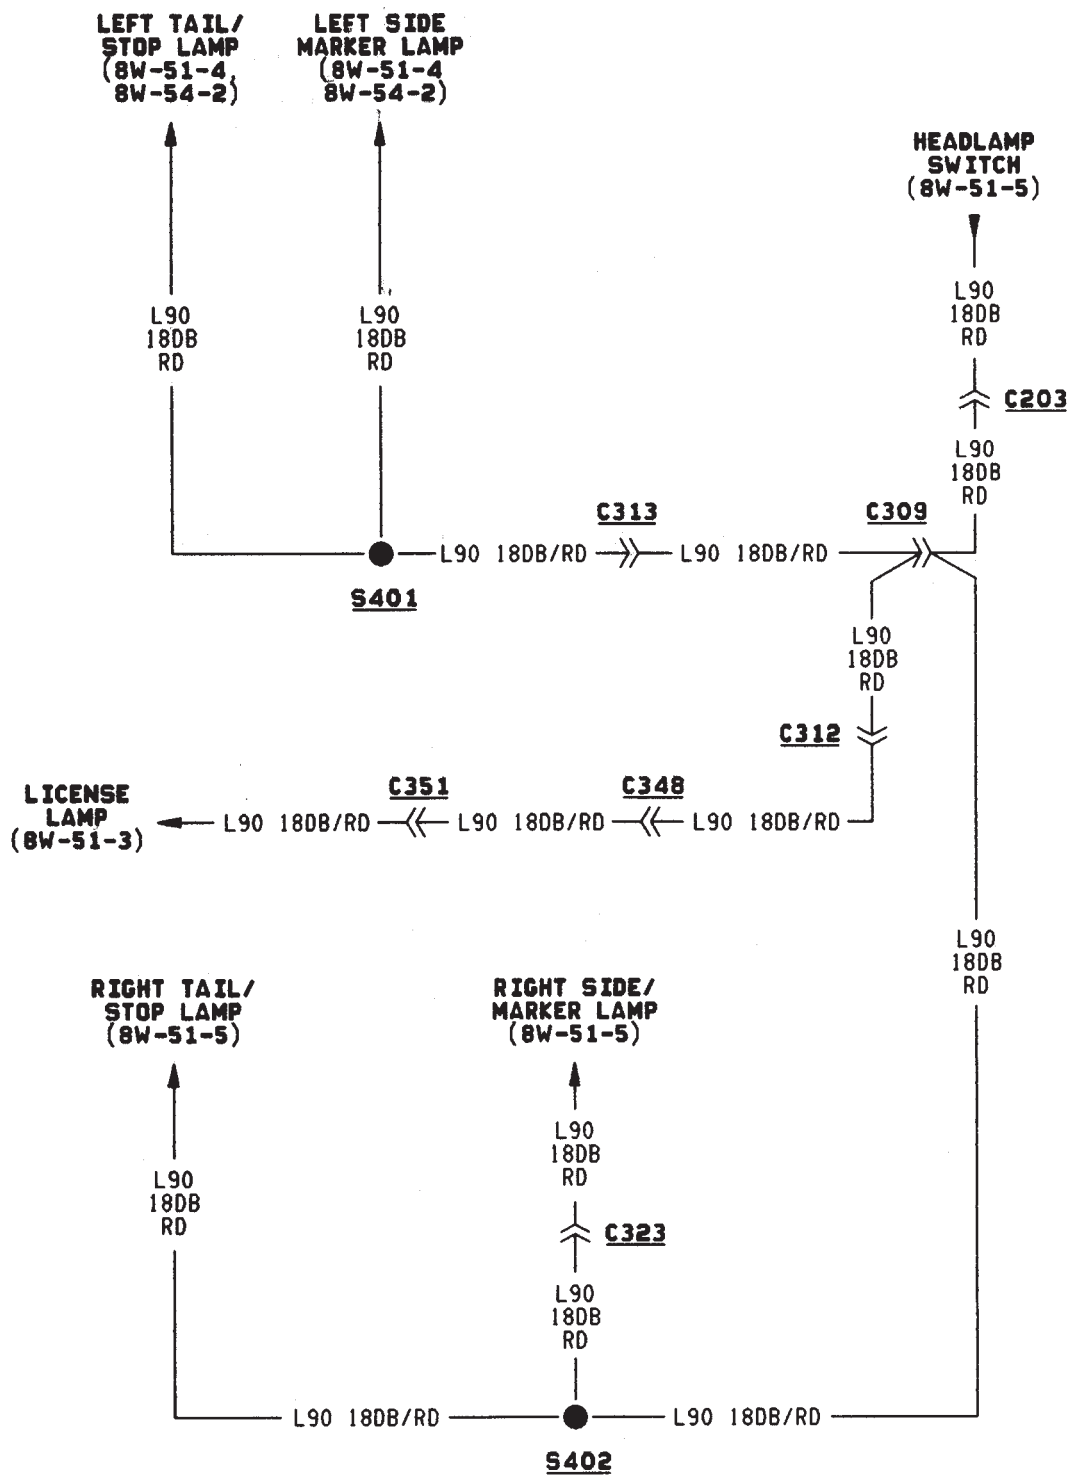 LEFT TAIL/
STOP LAMP
(8W-51-4,
8W-54-2)
LEFT SIDE
MARKER LAMP
(8W-51-4
8W-54-2)
HEADLAMP
SWITCH
(8W-51-5)
L90
18DB
RD
L90
18DB
RD
L90
18DB
RD
C203
L90
18DB
RD
C313
C309
L90 18DB/RD
L90 18DB/RD
S401
L90
18DB
RD
C312
LICENSE
LAMP
(8W-51-3)
C351
C348
L90 18DB/RD
L90 18DB/RD
L90 18DB/RD
L90
18DB
RD
RIGHT TAIL/
STOP LAMP
(8W-51-5)
RIGHT SIDE/
MARKER LAMP
(8W-51-5)
L90
18DB
RD
L90
18DB
RD
C323
L90
18DB
RD
L90 18DB/RD
L90 18DB/RD
S402